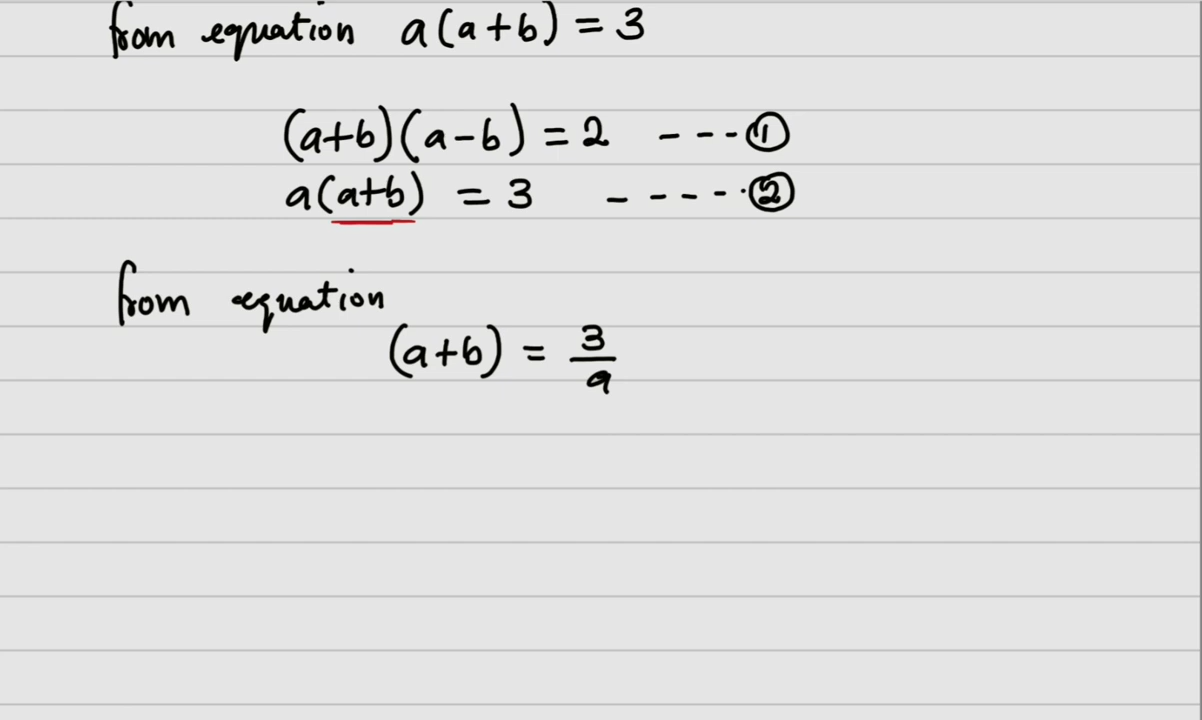 from equation a(a+b) = 3
(a+b)(a-b) = 2 ---①
a(a+b) = 3 -----②
from equation
(a+b) = 3/a